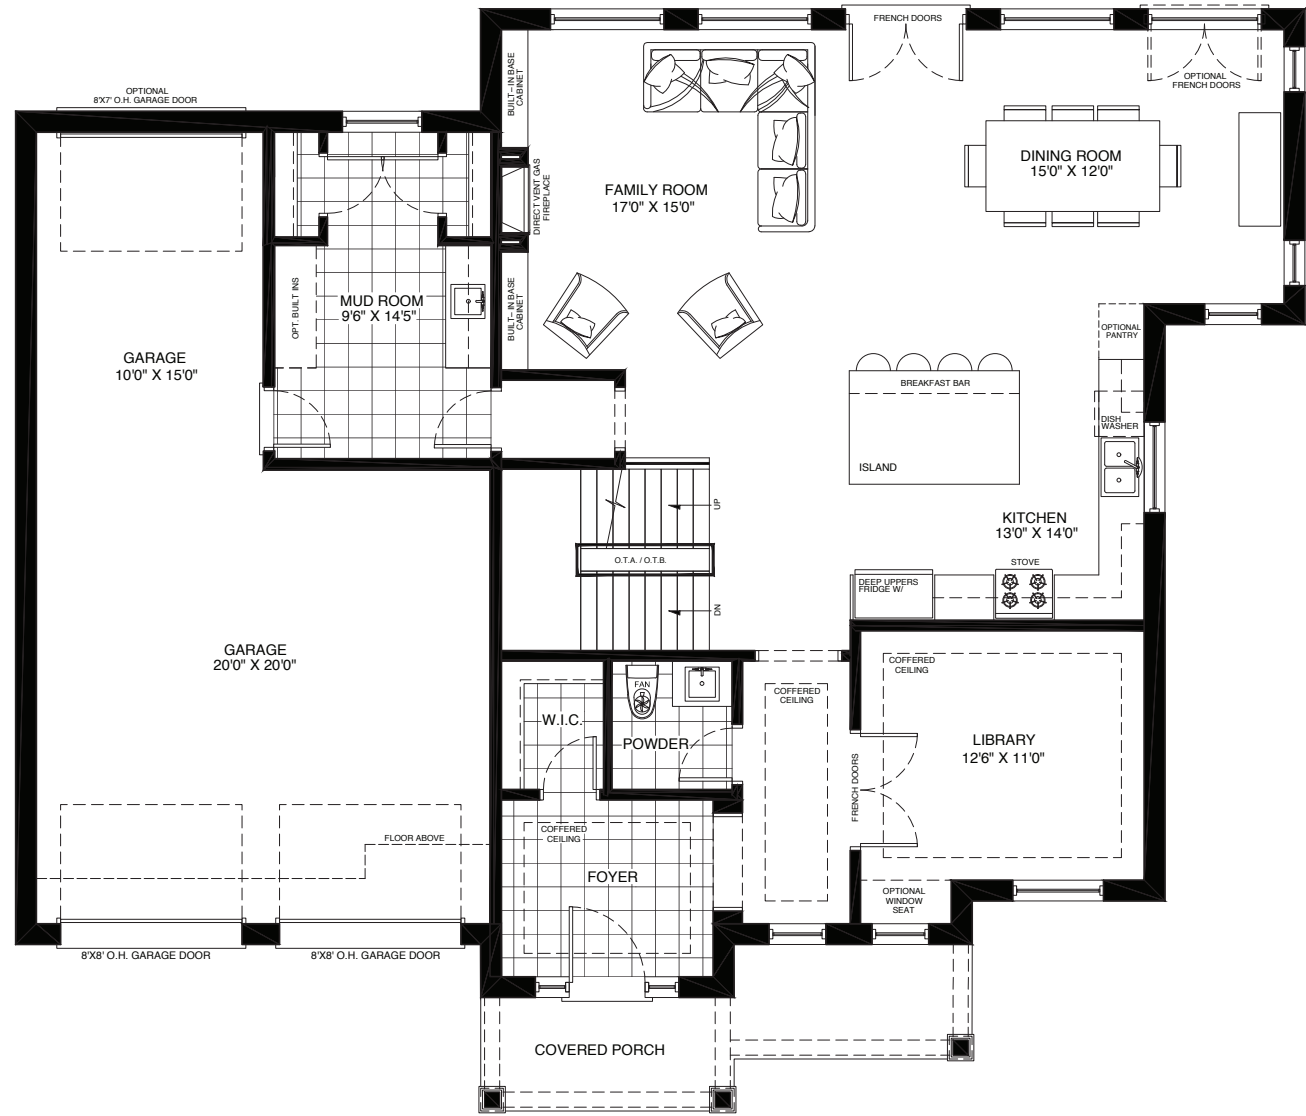 FRENCH DOORS
OPTIONAL
FRENCH DOORS
OPTIONAL
8'X7' O.H. GARAGE DOOR
BUILT–IN BASE
CABINET
DIRECT VENT GAS
FIREPLACE
FAMILY ROOM
17'0" X 15'0"
DINING ROOM
15'0" X 12'0"
OPT. BUILT INS
MUD ROOM
9'6" X 14'5"
BUILT–IN BASE
CABINET
OPTIONAL
PANTRY
GARAGE
10'0" X 15'0"
BREAKFAST BAR
DISH
WASHER
ISLAND
UP
KITCHEN
13'0" X 14'0"
O.T.A. / O.T.B.
STOVE
DEEP UPPERS
FRIDGE W/
DN
GARAGE
20'0" X 20'0"
COFFERED
CEILING
FAN
COFFERED
CEILING
W.I.C.
POWDER
LIBRARY
12'6" X 11'0"
FRENCH DOORS
FLOOR ABOVE
COFFERED
CEILING
FOYER
OPTIONAL
WINDOW
SEAT
8'X8' O.H. GARAGE DOOR
8'X8' O.H. GARAGE DOOR
COVERED PORCH